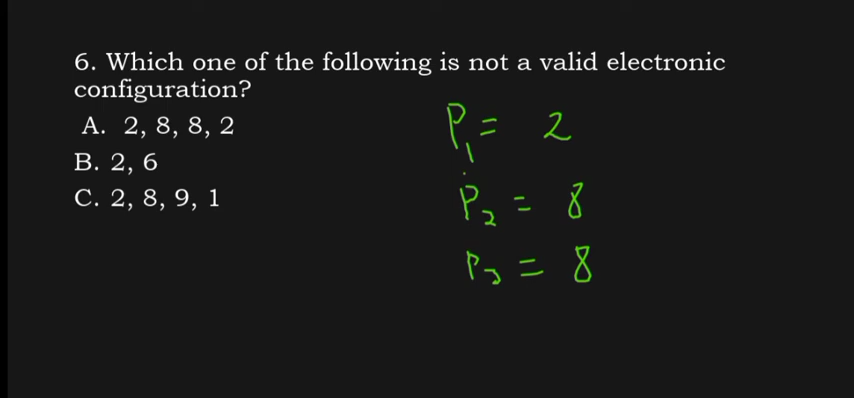 6. Which one of the following is not a valid electronic
configuration?
A. 2, 8, 8, 2
B. 2, 6
C. 2, 8, 9, 1
P1 = 2
P2 = 8
P3 = 8